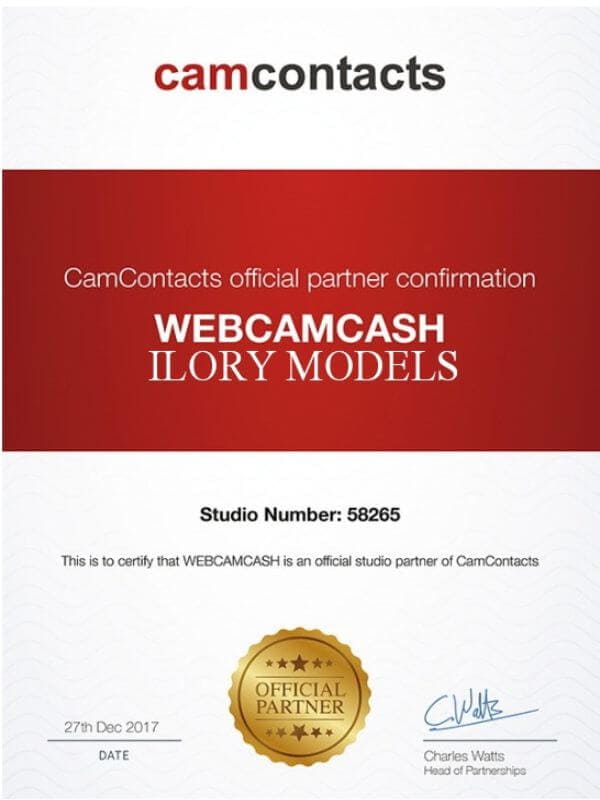 camcontacts
CamContacts official partner confirmation
WEBCAMCASH
ILORY MODELS
Studio Number: 58265
This is to certify that WEBCAMCASH is an official studio partner of CamContacts
OFFICIAL
PARTNER
27th Dec 2017
DATE
C.Watts
Charles Watts
Head of Partnerships